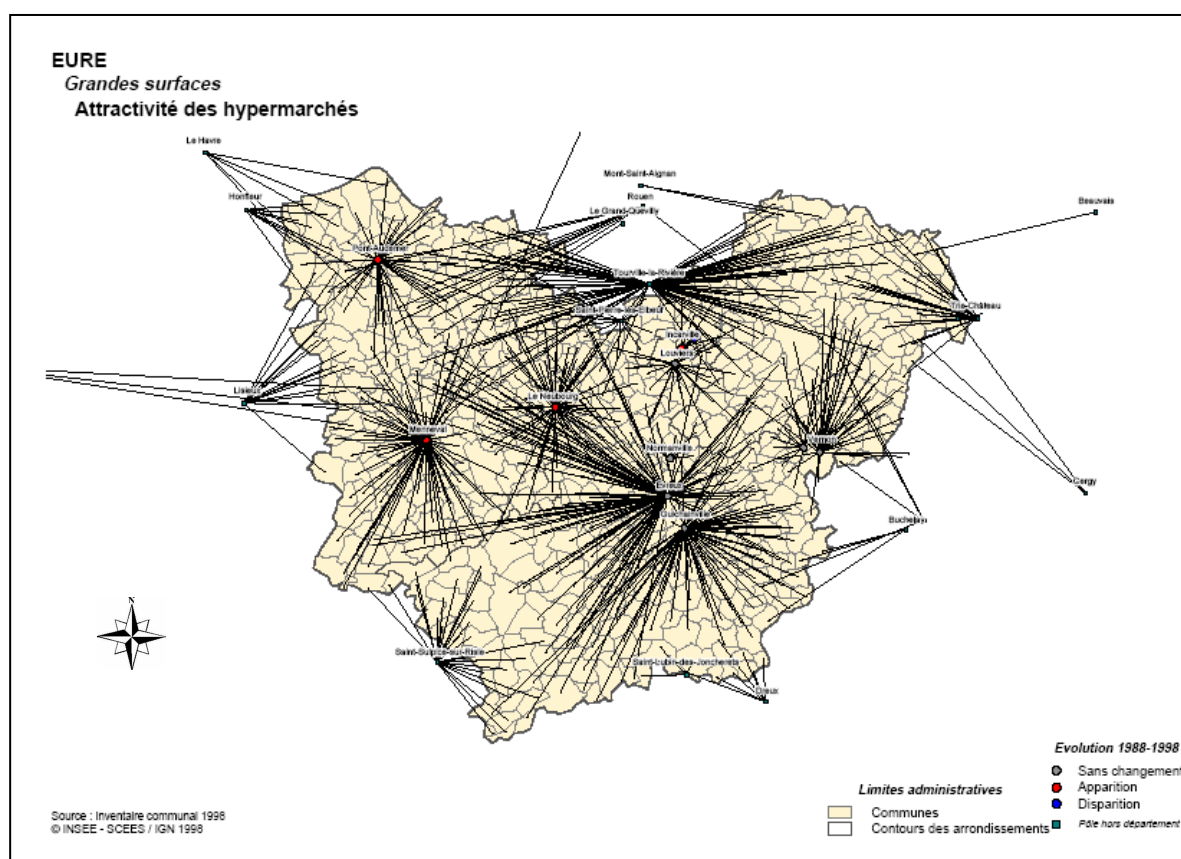 EURE
Grandes surfaces
Attractivité des hypermarchés
Le Havre
Mont-Saint-Aignan
Honfleur
Rouen
Beauvais
Le Grand-Quevilly
Pont-Audemer
Tourville-la-Rivière
Trie-Château
Saint-Pierre-lès-Elbeuf
Incarville
Louviers
Lisieux
Le Neubourg
Menneval
Vernon
Normanville
Cergy
Evreux
Guichainville
Buchelay
N
Saint-Sulpice-sur-Risle
Saint-Lubin-des-Joncherets
Dreux
Evolution 1988-1998
Sans changement
Apparition
Disparition
Pôle hors département
Limites administratives
Communes
Contours des arrondissements
Source : Inventaire communal 1998
© INSEE - SCEES / IGN 1998